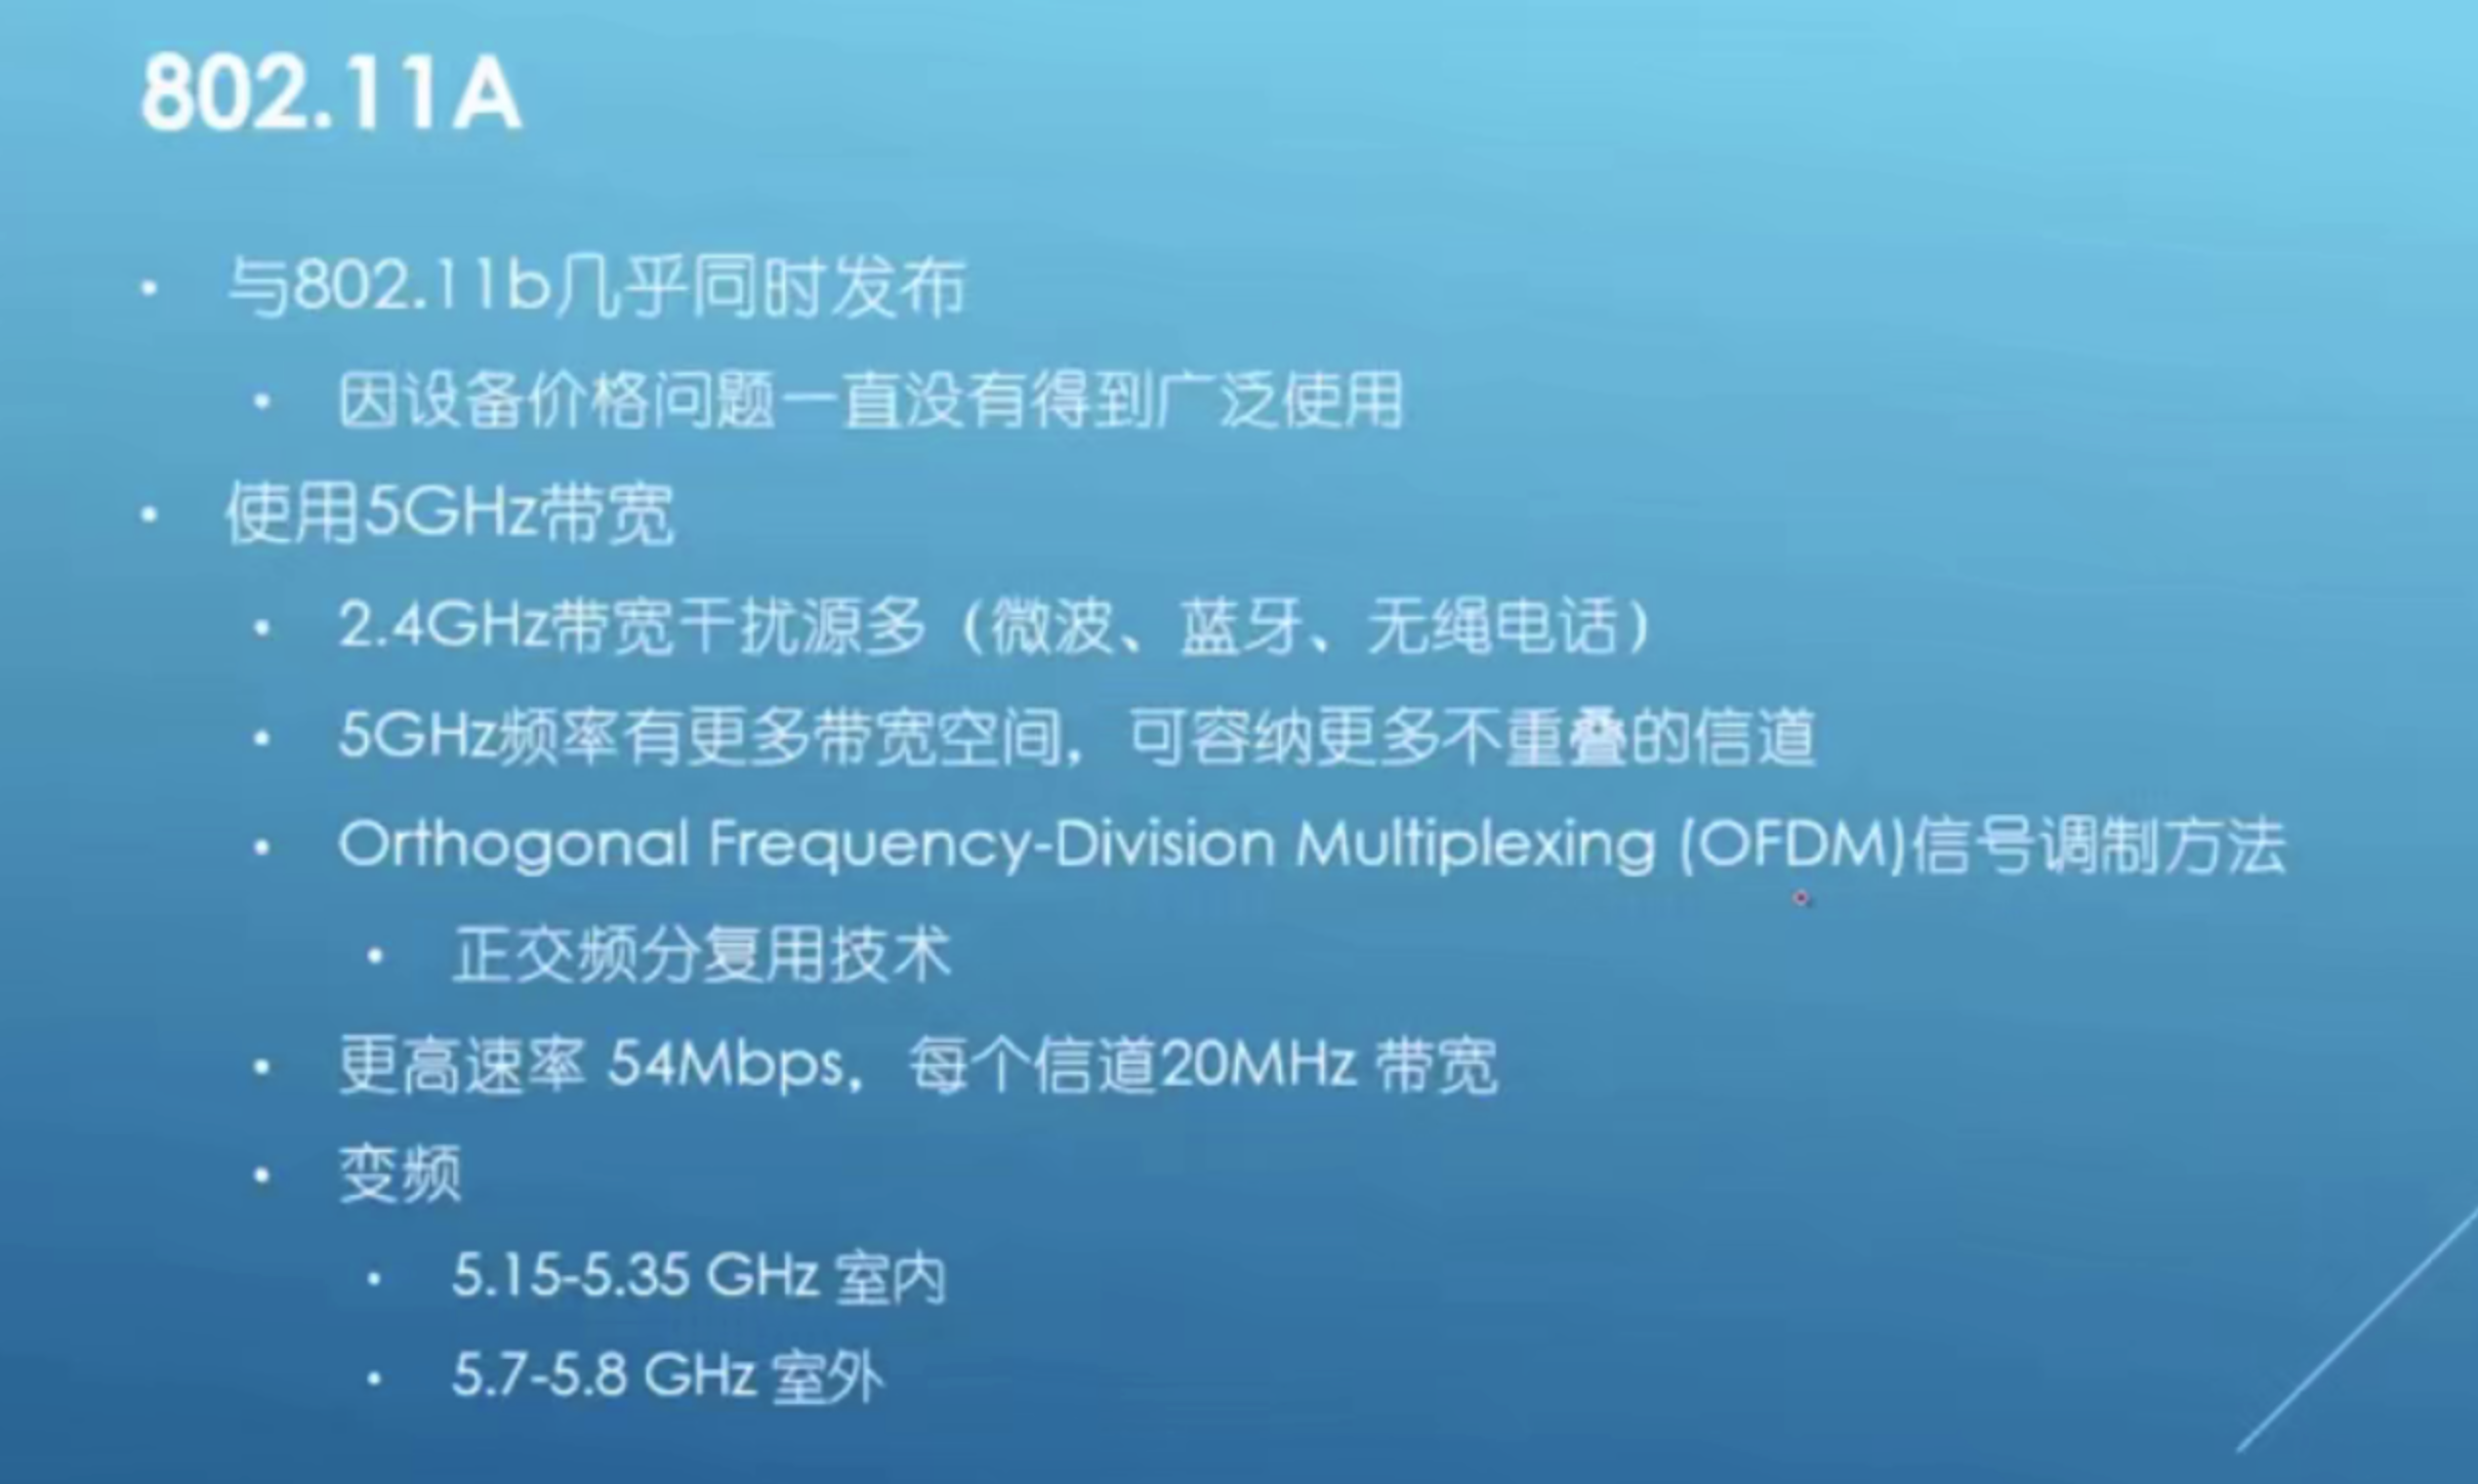 802.11A
与802.11b几乎同时发布
因设备价格问题一直没有得到广泛使用
使用5GHz带宽
2.4GHz带宽干扰源多（微波、蓝牙、无绳电话）
5GHz频率有更多带宽空间，可容纳更多不重叠的信道
Orthogonal Frequency-Division Multiplexing (OFDM)信号调制方法
正交频分复用技术
更高速率 54Mbps，每个信道20MHz 带宽
变频
5.15-5.35 GHz 室内
5.7-5.8 GHz 室外